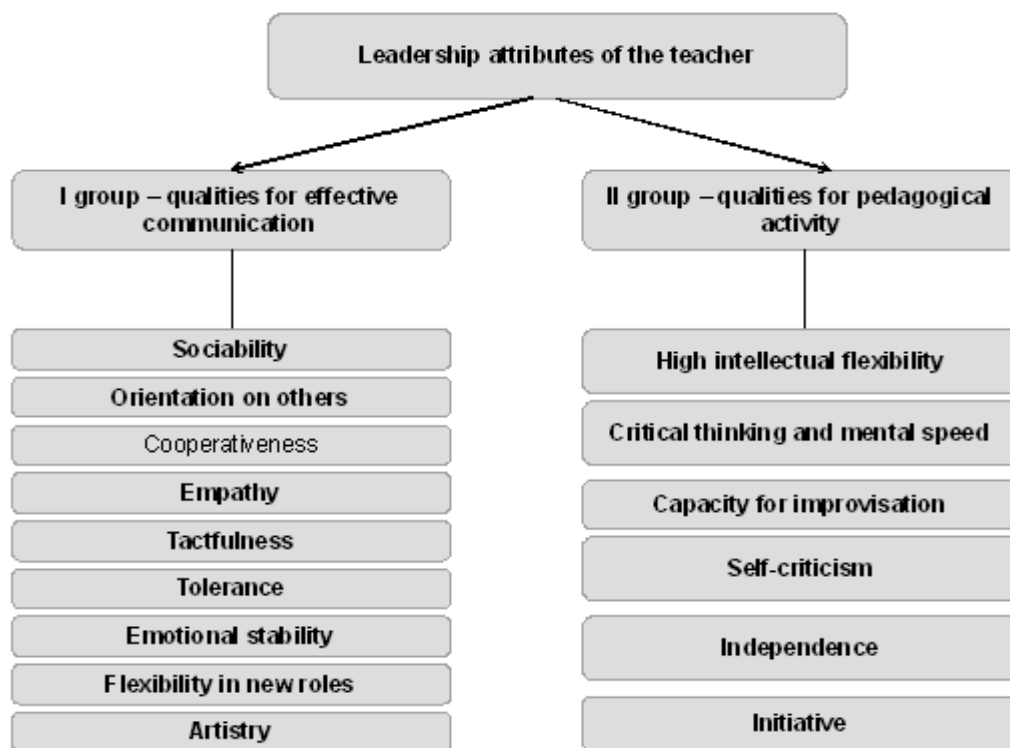 Leadership attributes of the teacher
I group – qualities for effective
communication
Sociability
Orientation on others
Cooperativeness
Empathy
Tactfulness
Tolerance
Emotional stability
Flexibility in new roles
Artistry
II group – qualities for pedagogical
activity
High intellectual flexibility
Critical thinking and mental speed
Capacity for improvisation
Self-criticism
Independence
Initiative